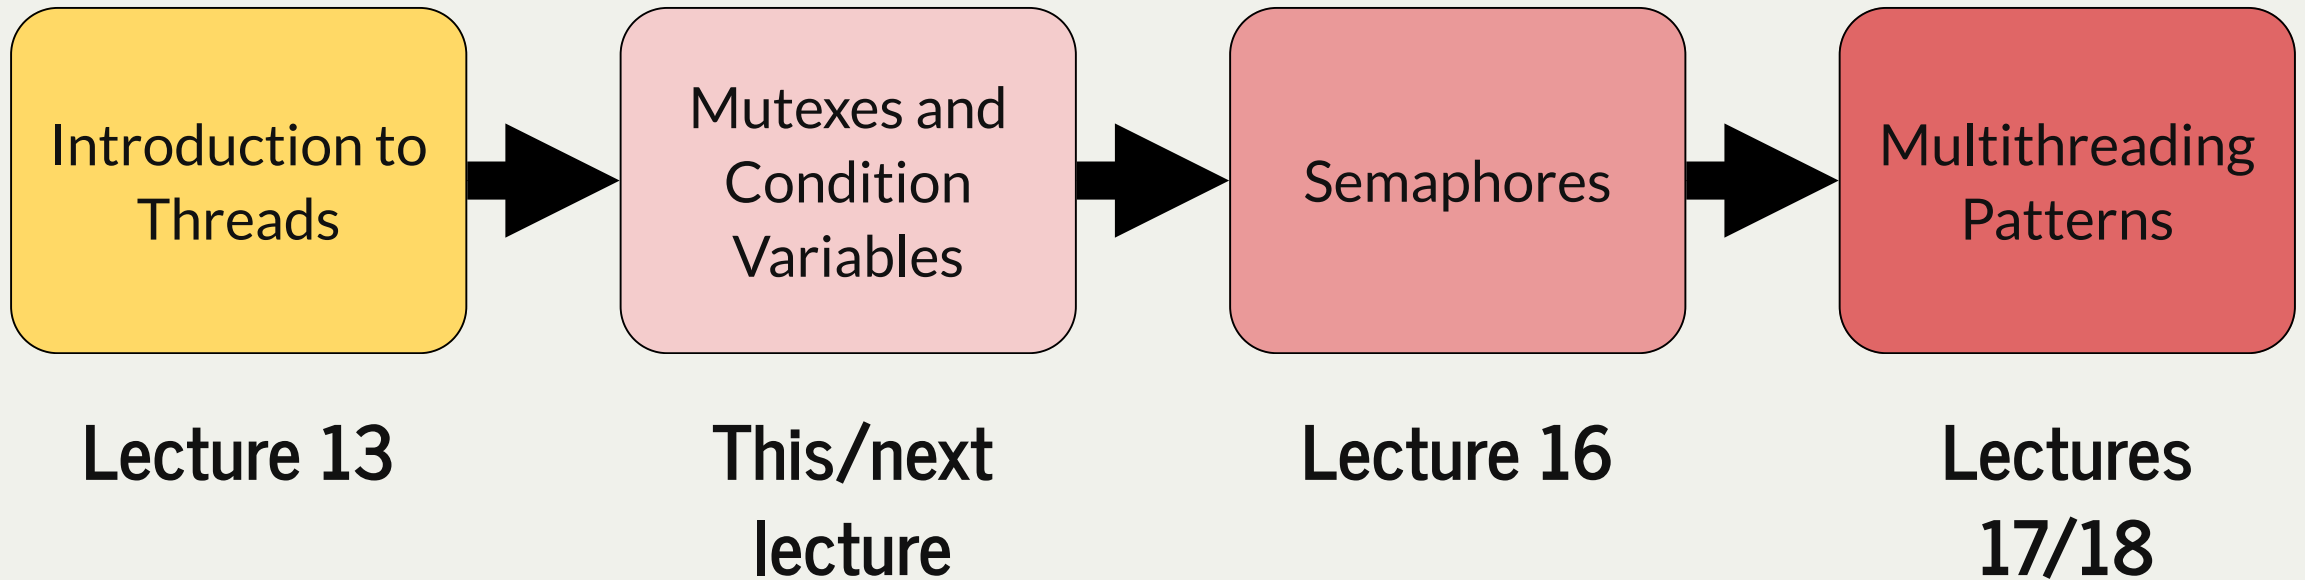 Introduction to
Threads
Mutexes and
Condition
Variables
Semaphores
Multithreading
Patterns
Lecture 13
This/next
lecture
Lecture 16
Lectures
17/18